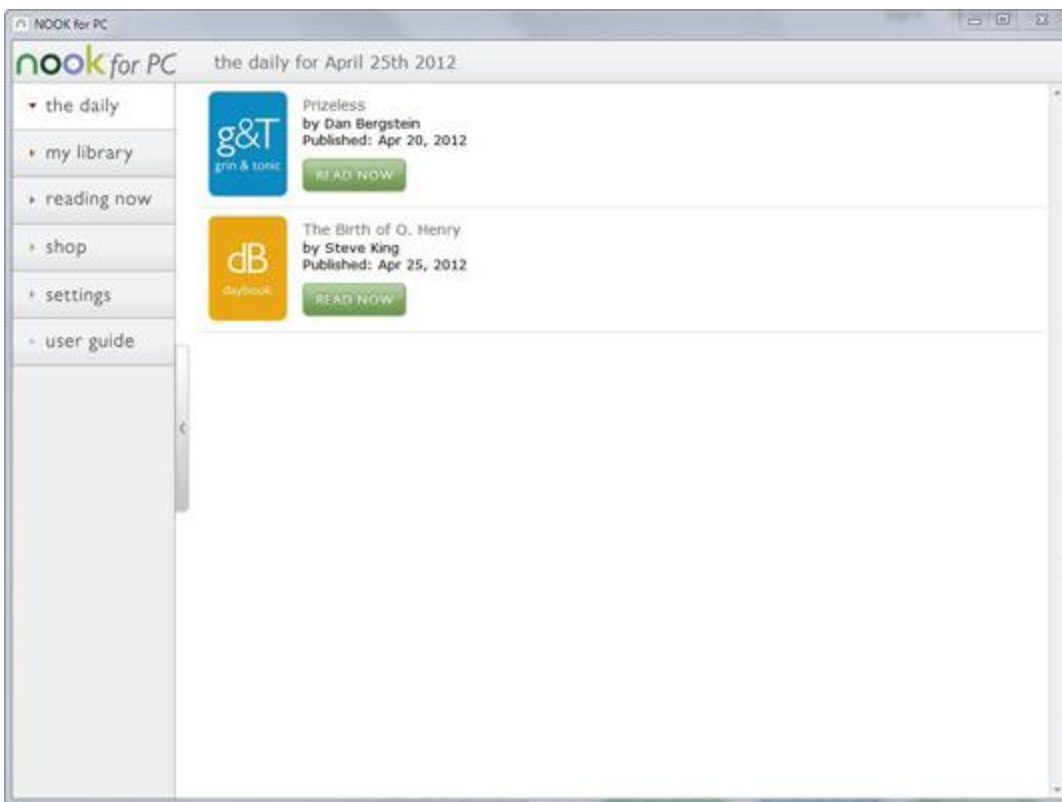 NOOK for PC
nook for PC
the daily for April 25th 2012
the daily
my library
reading now
shop
settings
user guide
g&T
grin & tonic
Prizeless
by Dan Bergstein
Published: Apr 20, 2012
READ NOW
dB
daybook
The Birth of O. Henry
by Steve King
Published: Apr 25, 2012
READ NOW